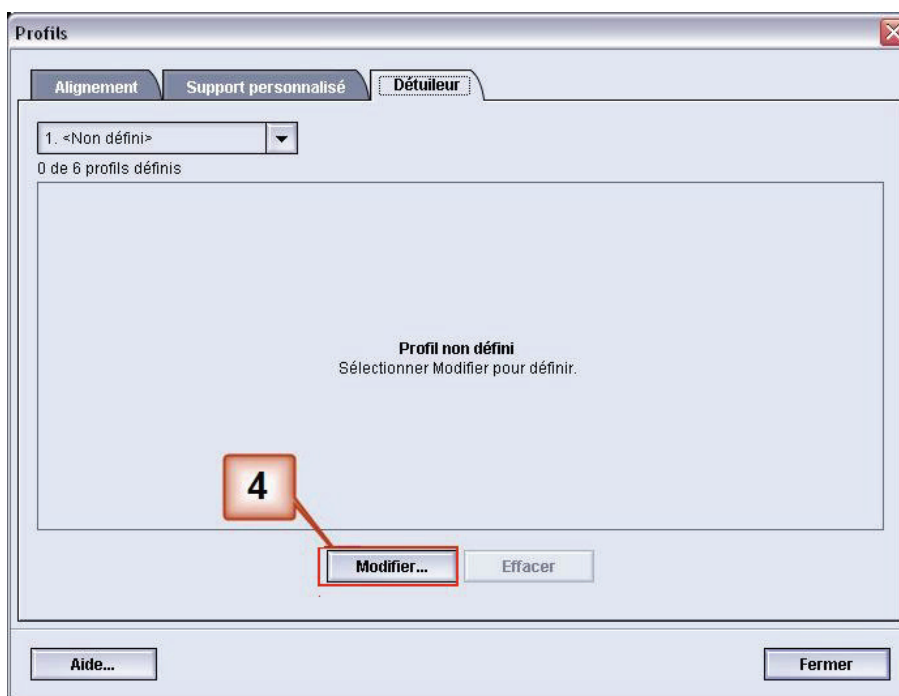 Profils
Alignement
Support personnalisé
Détuileur
1. <Non défini>
0 de 6 profils définis
Profil non défini
Sélectionner Modifier pour définir.
4
Modifier...
Effacer
Aide...
Fermer